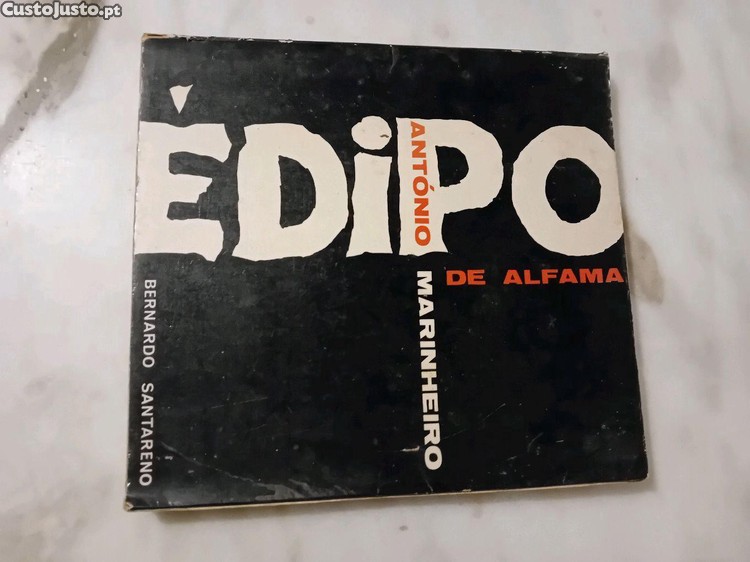 CustoJusto.pt
ÉDiPO
ANTÓNIO MARINHEIRO
DE ALFAMA
BERNARDO SANTARENO